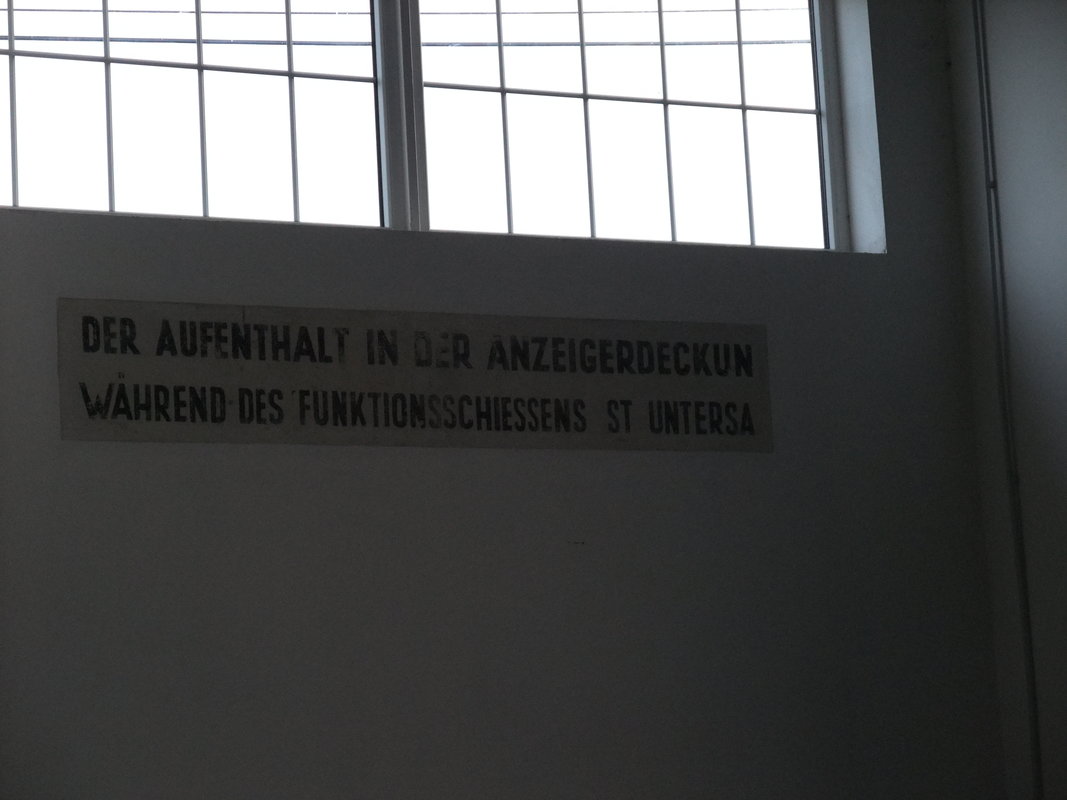 DER AUFENTHALT IN DER ANZEIGERDECKUN
WÄHREND DES FUNKTIONSSCHIESSENS ST UNTERSA